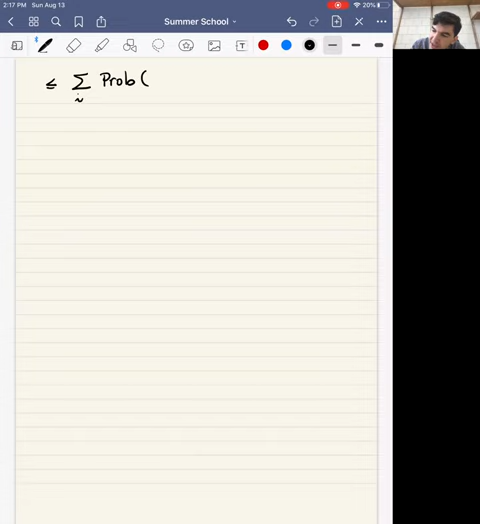 2:17 PM Sun Aug 13
20%
Summer School
T
≤ Σ Prob (
i